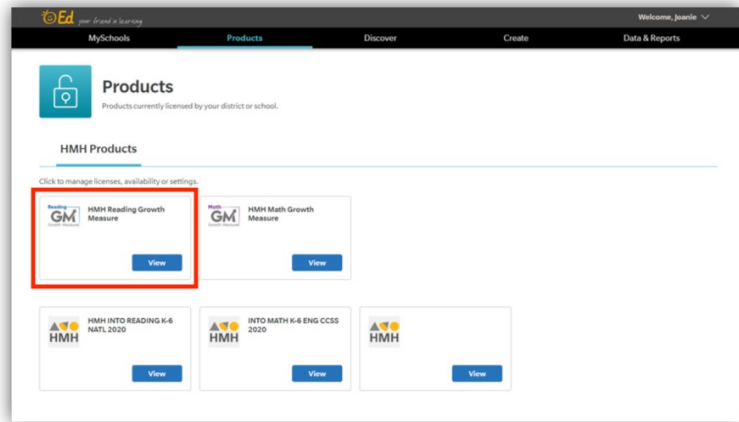 Ed your friend in learning
Welcome, Joanie
MySchools
Products
Discover
Create
Data & Reports
Products
Products currently licensed by your district or school.
HMH Products
Click to manage licenses, availability or settings.
Reading
GM
Growth Measure
HMH Reading Growth
Measure
View
Math
GM
Growth Measure
HMH Math Growth
Measure
View
HMH
HMH INTO READING K-6
NATL 2020
View
HMH
INTO MATH K-6 ENG CCSS
2020
View
HMH
View